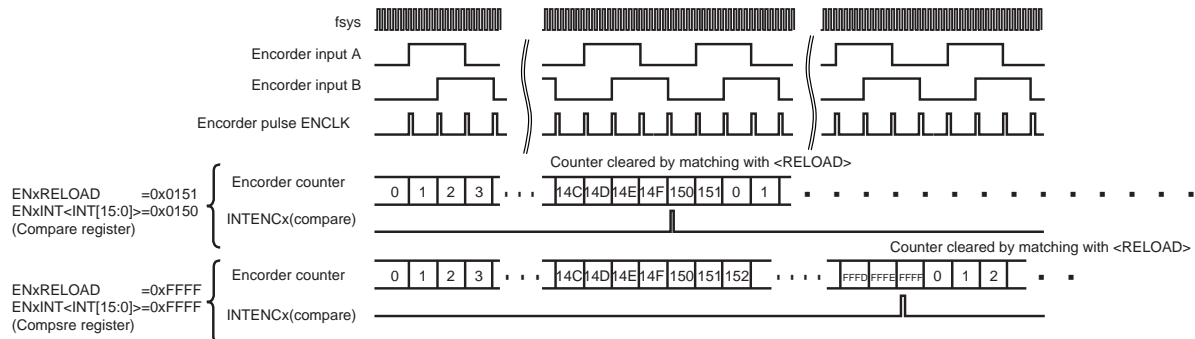 fsys
Encorder input A
Encorder input B
Encorder pulse ENCLK
Counter cleared by matching with <RELOAD>
ENxRELOAD =0x0151
ENxINT<INT[15:0]>=0x0150
(Compare register)
Encorder counter
0 1 2 3 14C 14D 14E 14F 150 151 0 1
INTENCx(compare)
Counter cleared by matching with <RELOAD>
ENxRELOAD =0xFFFF
ENxINT<INT[15:0]>=0xFFFF
(Compsre register)
Encorder counter
0 1 2 3 14C 14D 14E 14F 150 151 152 FFFD FFFE FFFF 0 1 2
INTENCx(compare)